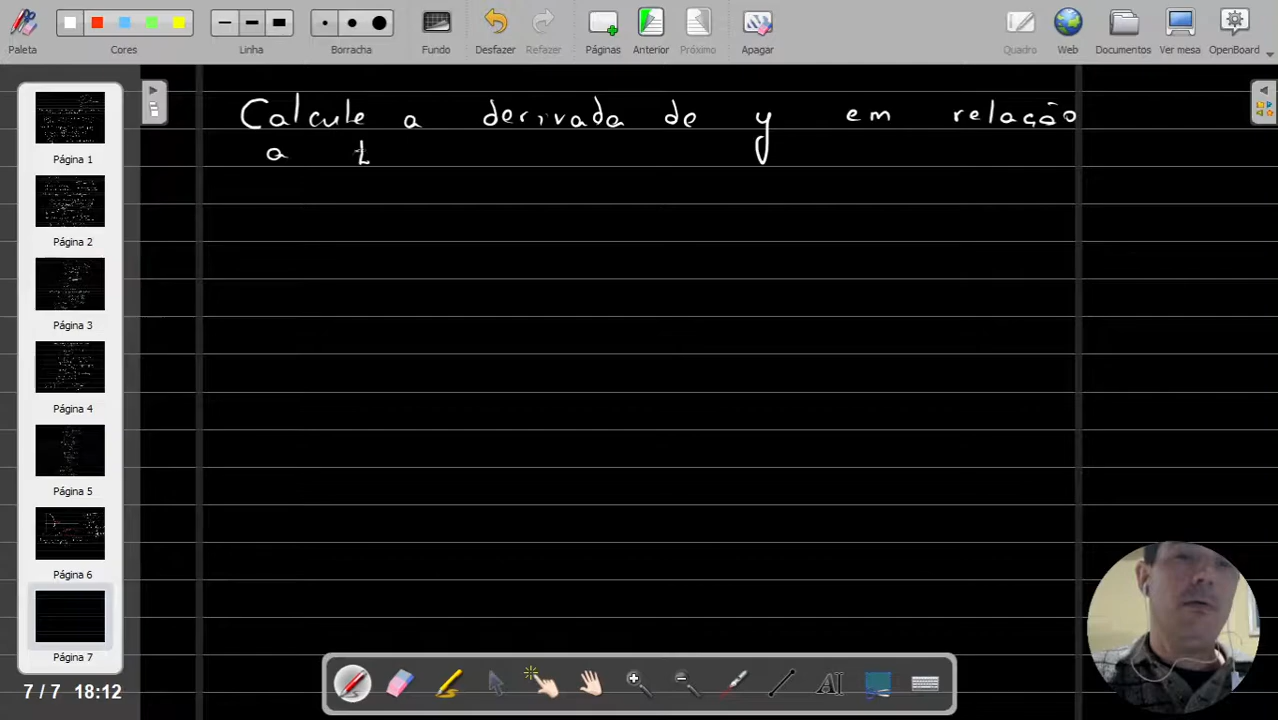 Paleta
Cores
Linha
Borracha
Fundo
Desfazer
Refazer
Páginas
Anterior
Próximo
Apagar
Quadro
Web
Documentos
Ver mesa
OpenBoard
Calcule a derivada de y em relação
a t
Página 1
Página 2
Página 3
Página 4
Página 5
Página 6
Página 7
7 / 7 18:12
AI